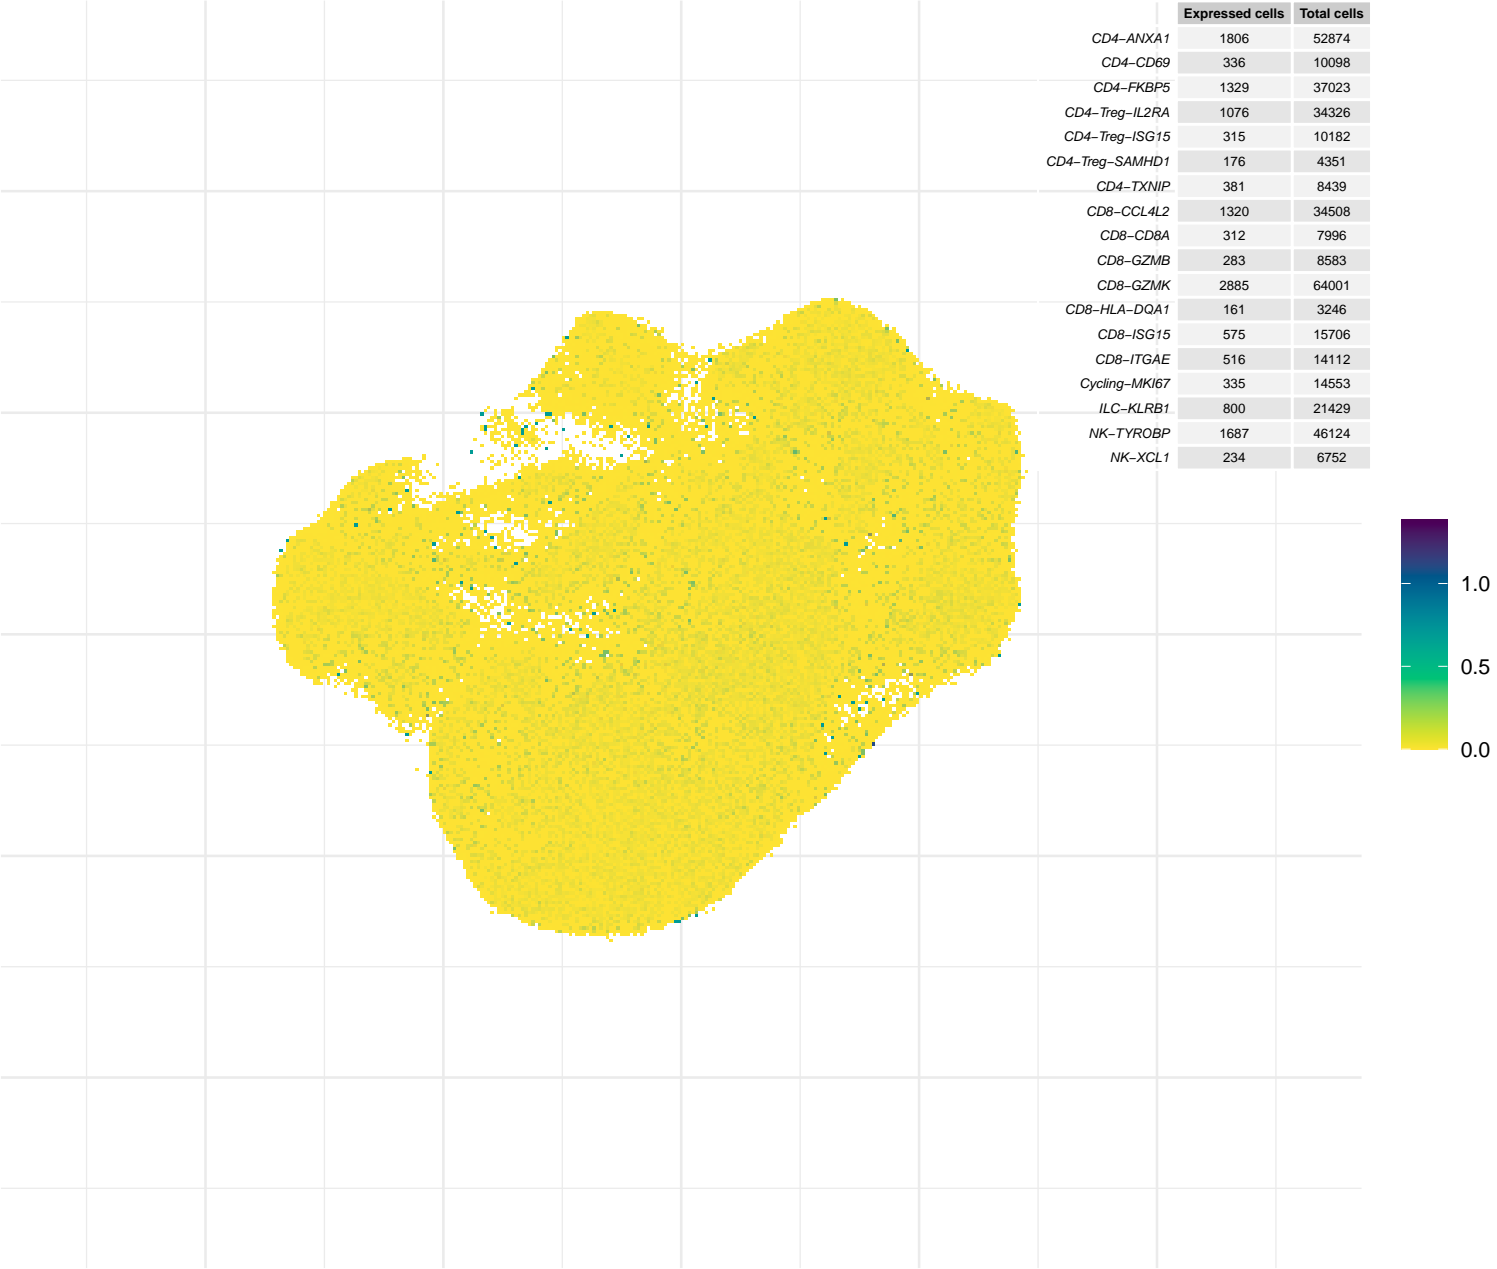 Expressed cells Total cells
CD4−ANXA1 1806 52874
CD4−CD69 336 10098
CD4−FKBP5 1329 37023
CD4−Treg−IL2RA 1076 34326
CD4−Treg−ISG15 315 10182
CD4−Treg−SAMHD1 176 4351
CD4−TXNIP 381 8439
CD8−CCL4L2 1320 34508
CD8−CD8A 312 7996
CD8−GZMB 283 8583
CD8−GZMK 2885 64001
CD8−HLA−DQA1 161 3246
CD8−ISG15 575 15706
CD8−ITGAE 516 14112
Cycling−MKI67 335 14553
ILC−KLRB1 800 21429
NK−TYROBP 1687 46124
NK−XCL1 234 6752
1.0
0.5
0.0